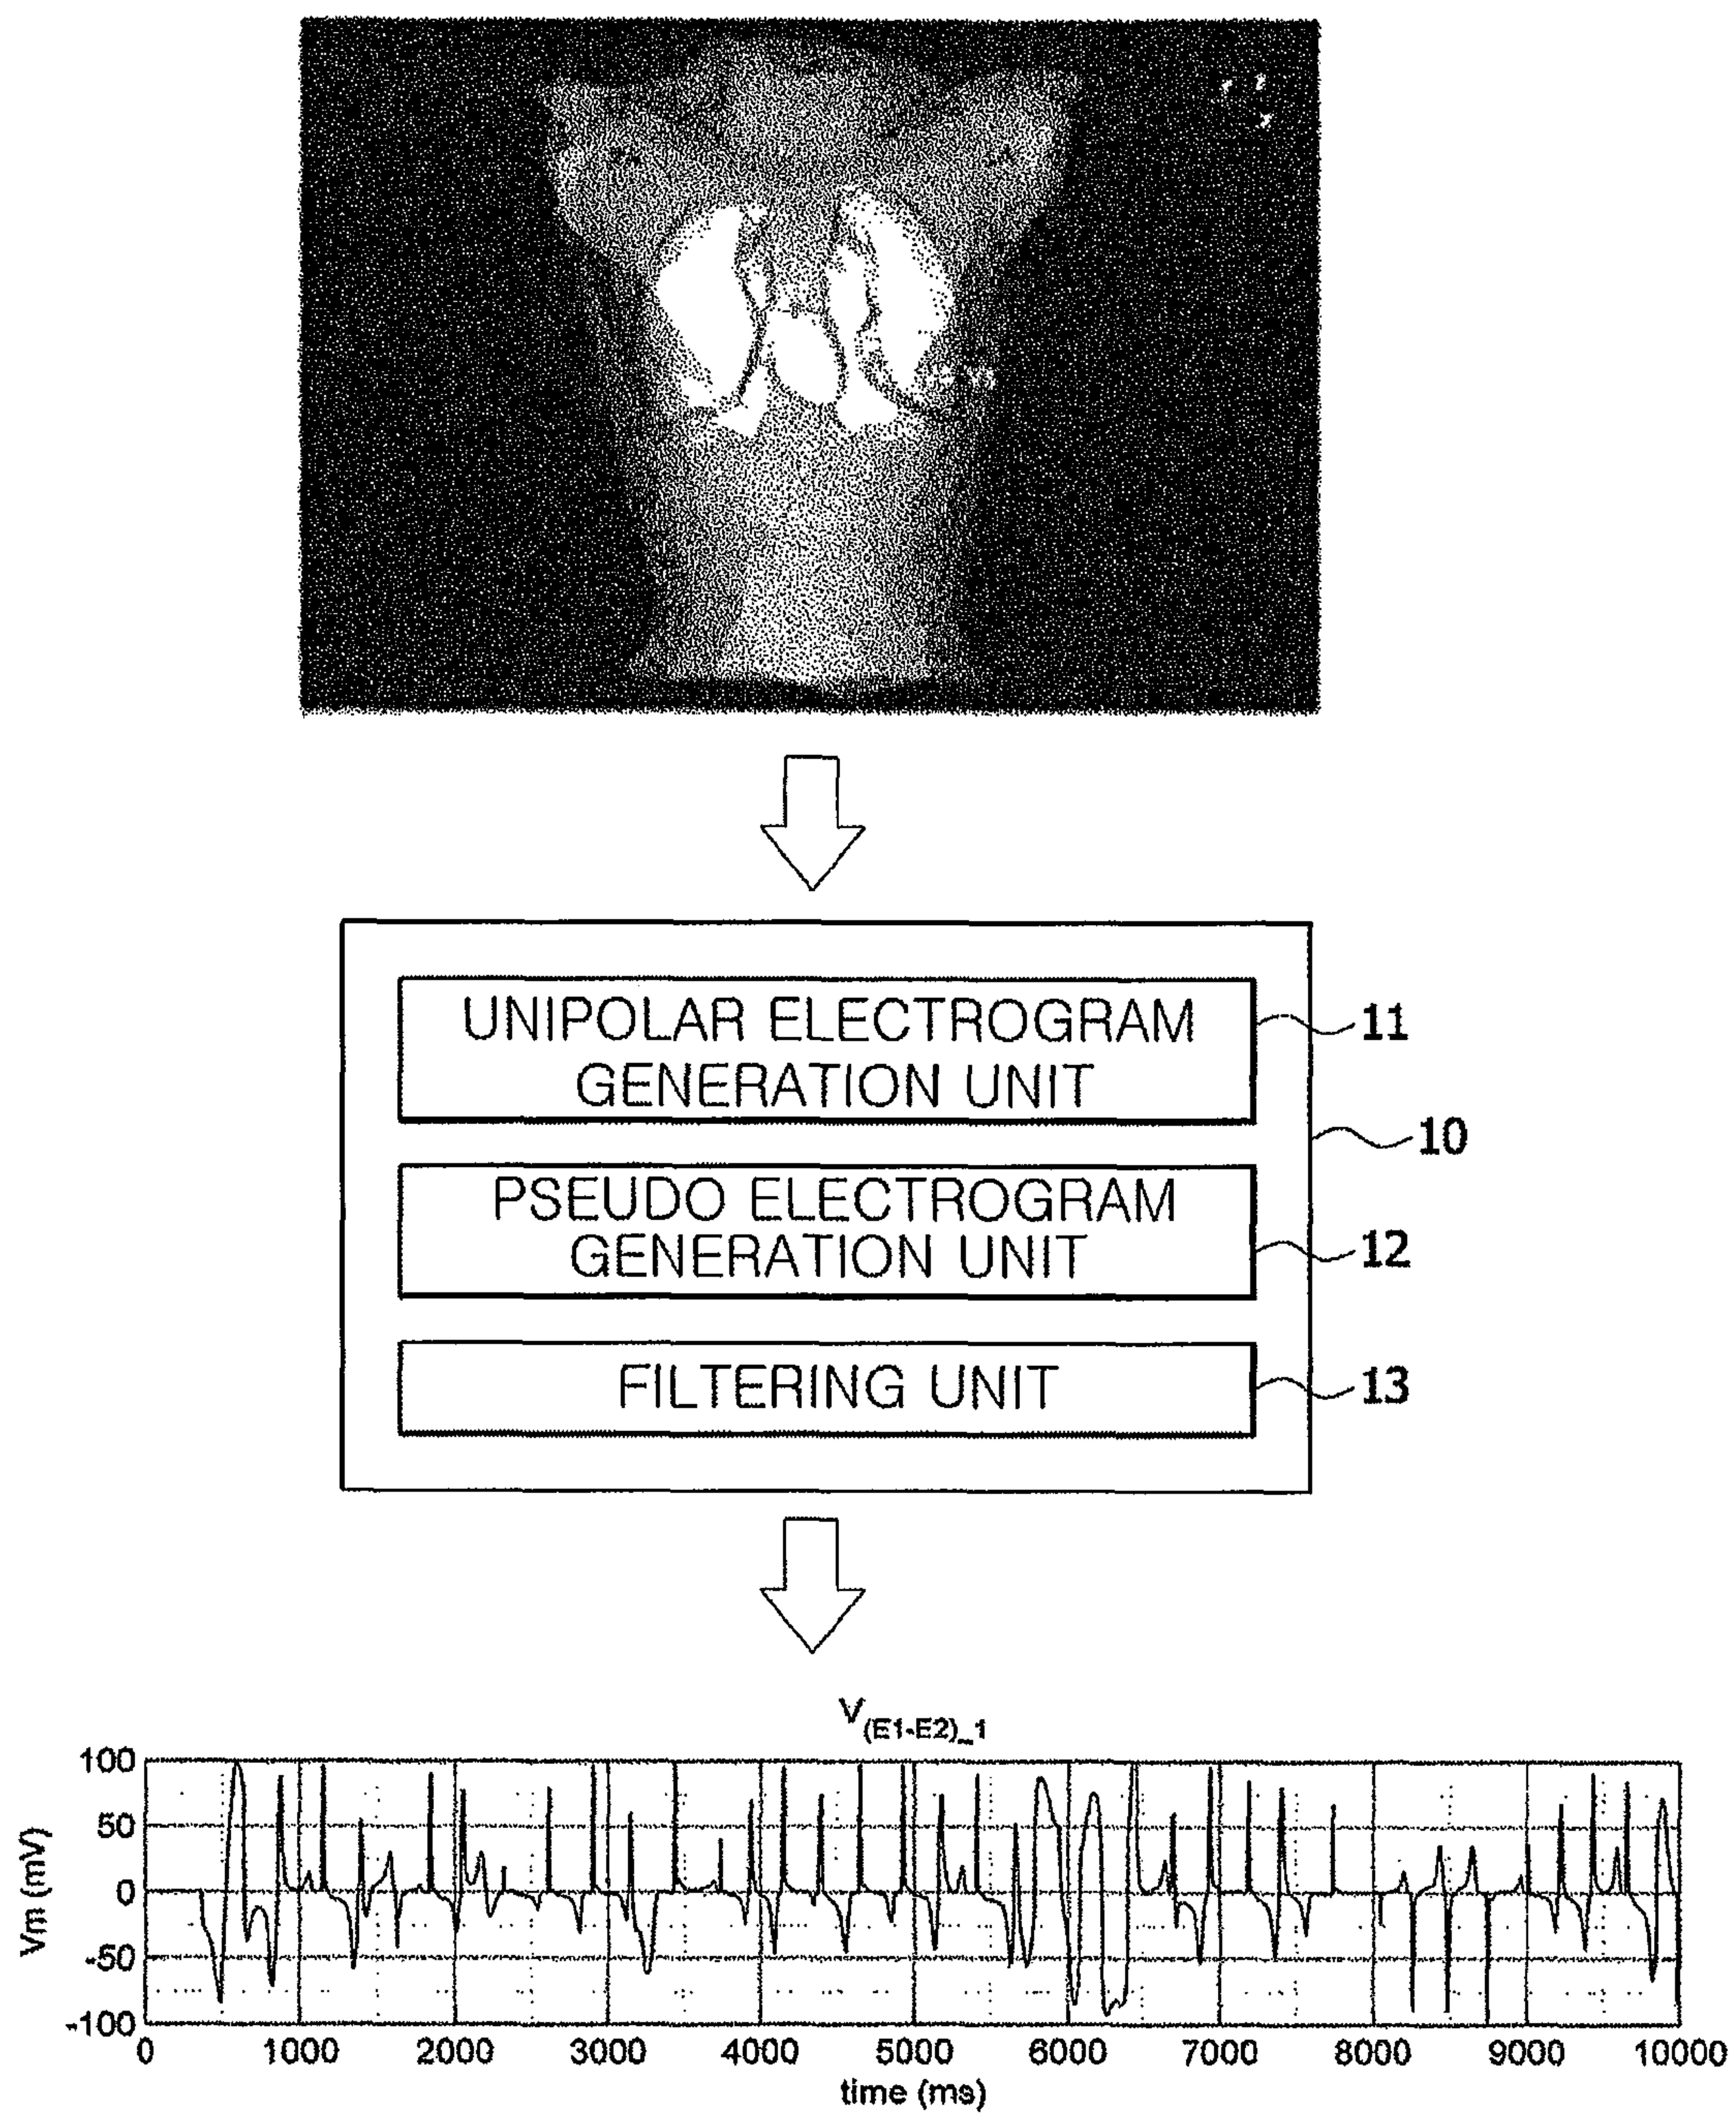 UNIPOLAR ELECTROGRAM
GENERATION UNIT
11
10
PSEUDO ELECTROGRAM
GENERATION UNIT
12
FILTERING UNIT
13
V(E1-E2)_1
Vm (mV)
100
50
0
-50
-100
0 1000 2000 3000 4000 5000 6000 7000 8000 9000 10000
time (ms)